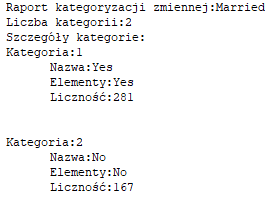 Raport kategoryzacji zmiennej:Married
Liczba kategorii:2
Szczegóły kategorie:
Kategoria:1
Nazwa:Yes
Elementy:Yes
Liczność:281
Kategoria:2
Nazwa:No
Elementy:No
Liczność:167